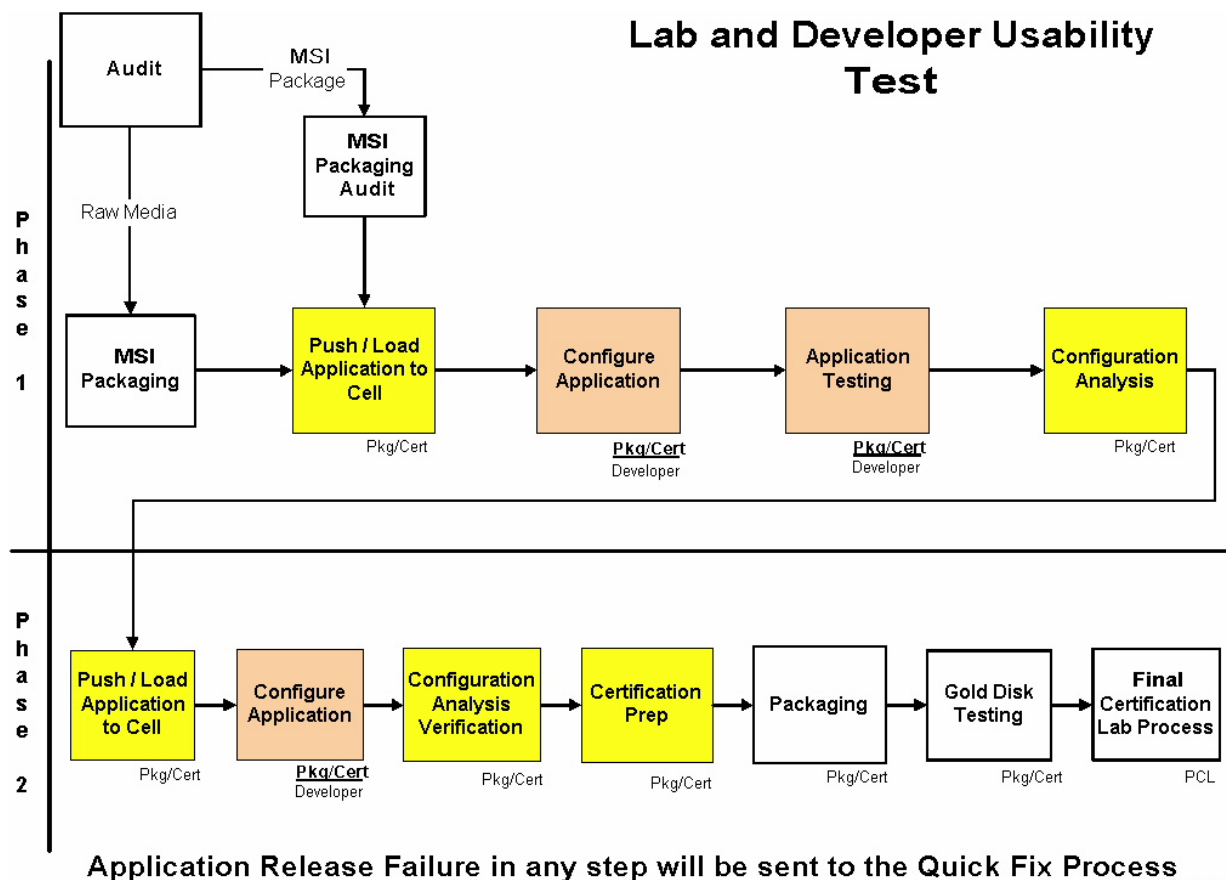 Lab and Developer Usability
Test
Audit
MSI
Package
MSI
Packaging
Audit
Raw Media
Phase 1
MSI
Packaging
Push / Load
Application to
Cell
Pkg/Cert
Configure
Application
Pkg/Cert
Developer
Application
Testing
Pkg/Cert
Developer
Configuration
Analysis
Pkg/Cert
Phase 2
Push / Load
Application
to Cell
Pkg/Cert
Configure
Application
Pkg/Cert
Developer
Configuration
Analysis
Verification
Pkg/Cert
Certification
Prep
Pkg/Cert
Packaging
Gold Disk
Testing
Pkg/Cert
Final
Certification
Lab Process
PCL
Application Release Failure in any step will be sent to the Quick Fix Process